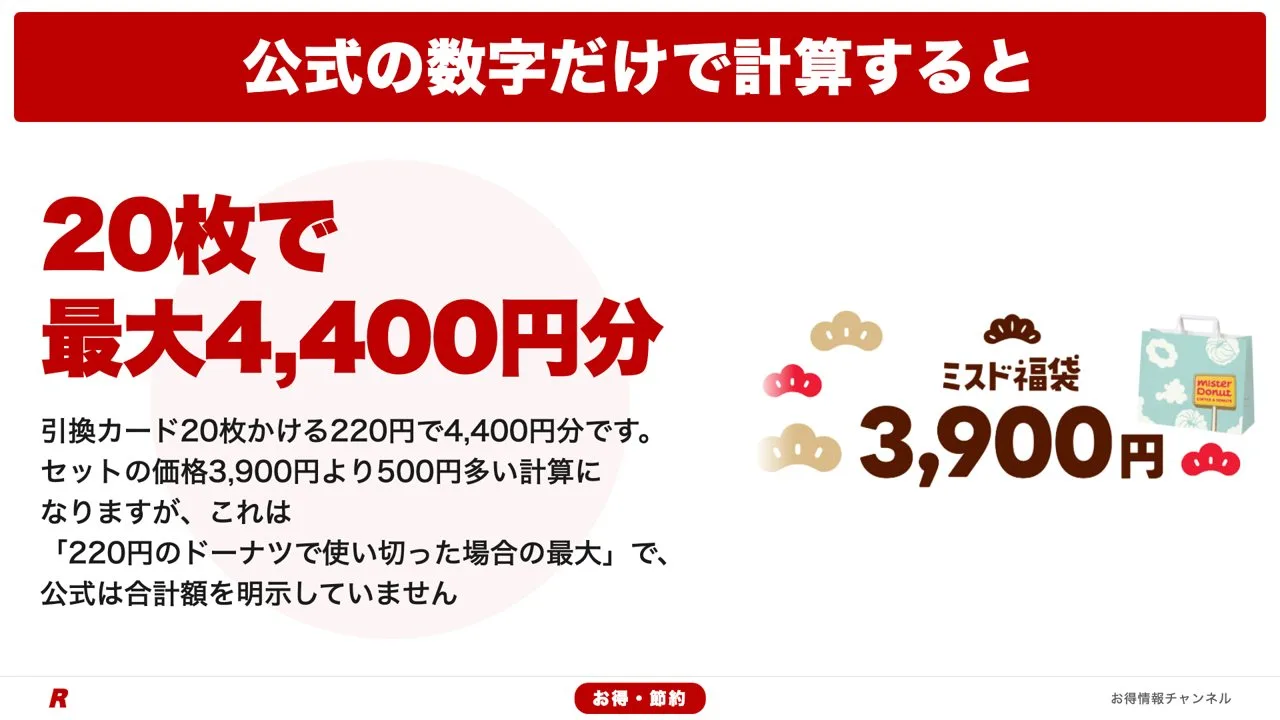 公式の数字だけで計算すると
20枚で
最大4,400円分
引換カード20枚かける220円で4,400円分です。
セットの価格3,900円より500円多い計算に
なりますが、これは
「220円のドーナツで使い切った場合の最大」で、
公式は合計額を明示していません
ミスド福袋
3,900円
mister
Donut
COFFEE & DONUTS
R
お得・節約
お得情報チャンネル